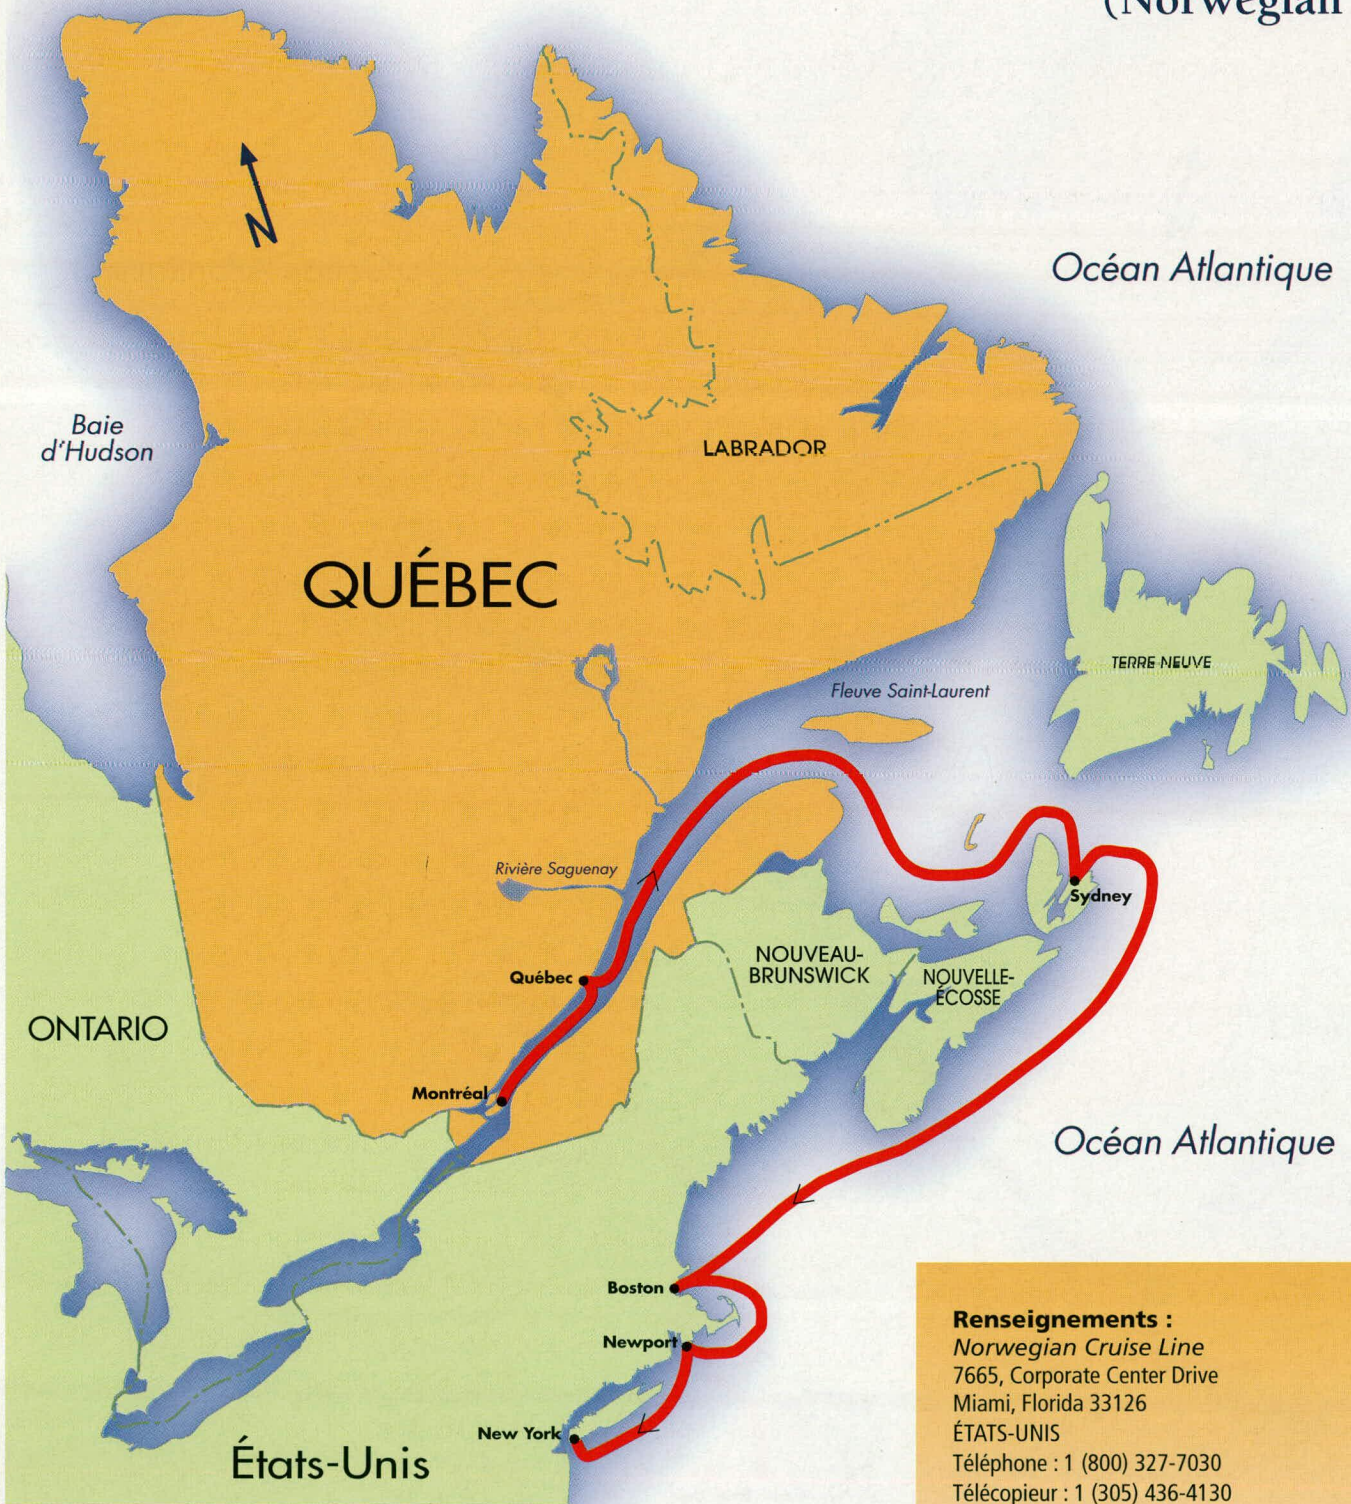 (Norwegian
N
Océan Atlantique
Baie
d'Hudson
LABRADOR
QUÉBEC
TERRE NEUVE
Fleuve Saint-Laurent
Rivière Saguenay
Sydney
NOUVEAU-
BRUNSWICK
NOUVELLE-
ÉCOSSE
Québec
ONTARIO
Montréal
Océan Atlantique
Boston
Newport
New York
États-Unis
Renseignements :
Norwegian Cruise Line
7665, Corporate Center Drive
Miami, Florida 33126
ÉTATS-UNIS
Téléphone : 1 (800) 327-7030
Télécopieur : 1 (305) 436-4130